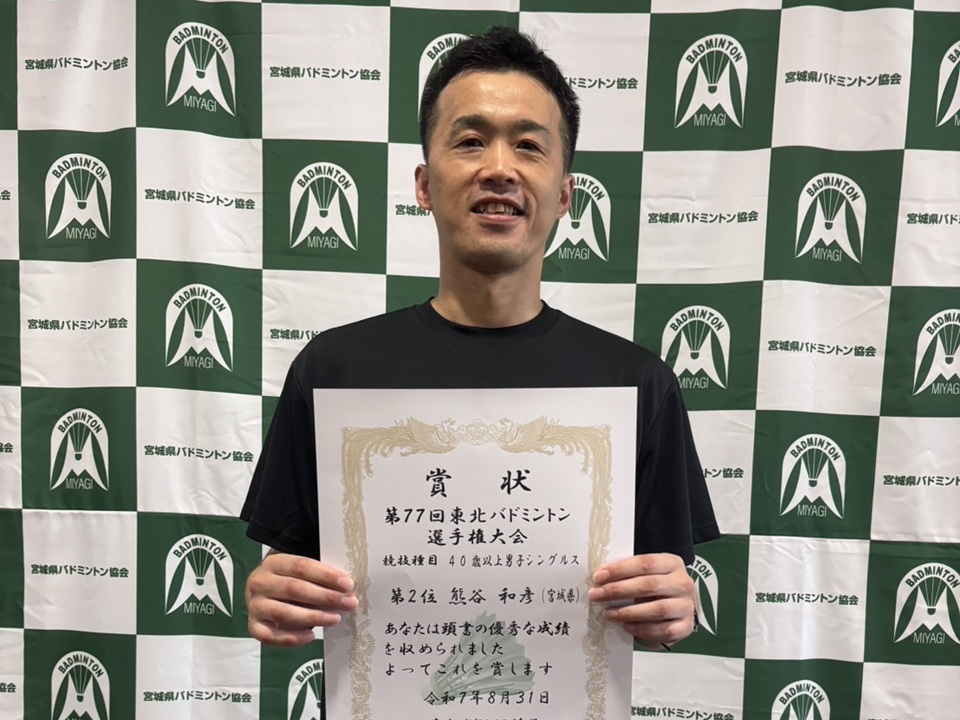 宮城県バドミントン協会
BADMINTON
MIYAGI
賞 状
第77回東北バドミントン
選手権大会
競技種目 40歳以上男子シングルス
第2位 熊谷 和彦(宮城県)
あなたは頭書の優秀な成績
を収められました
よってこれを賞します
令和7年8月31日